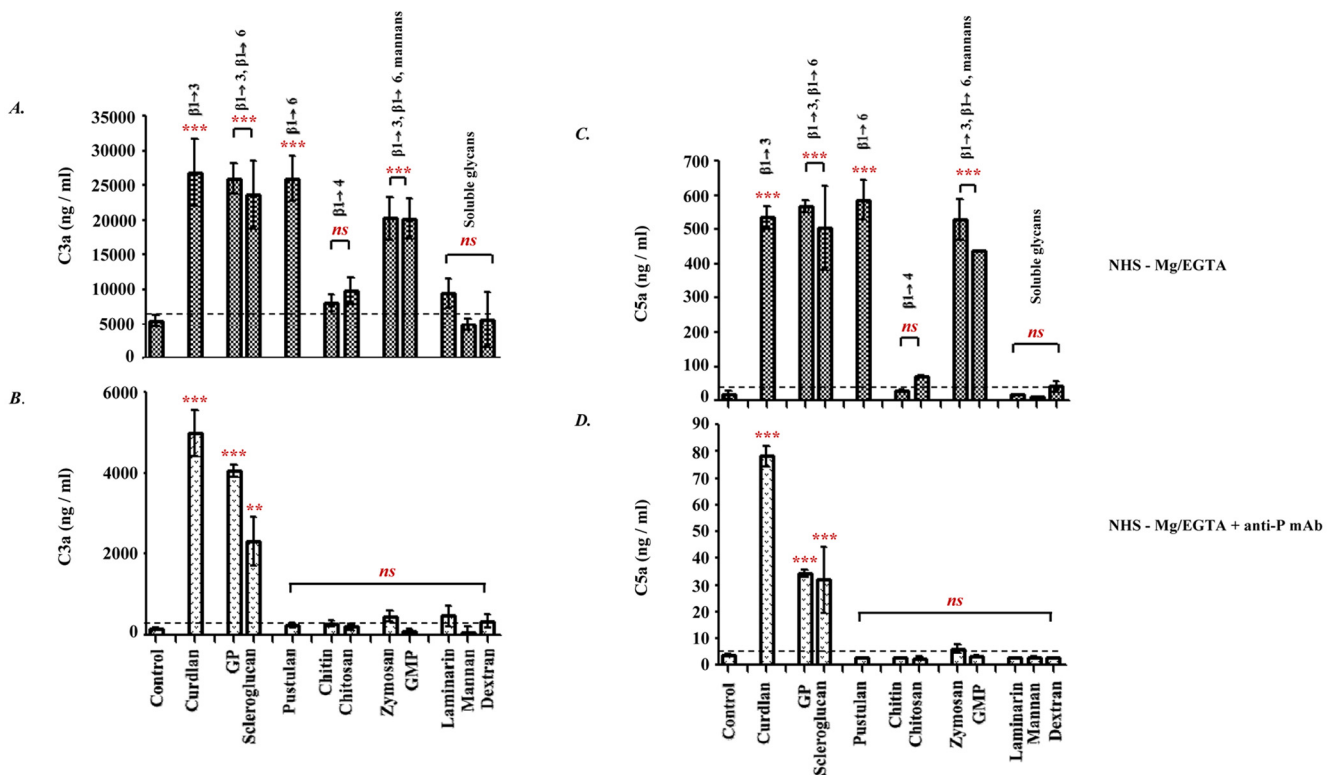 A.
C3a (ng / ml)
35000
30000
25000
20000
15000
10000
5000
0
β1→3
***
β1→ 3, β1→ 6
***
β1→ 6
***
β1→ 4
ns
β1→ 3, β1→ 6, mannans
***
Soluble glycans
ns
B.
C3a (ng / ml)
6000
4000
2000
0
***
***
**
ns
Control
Curdlan
GP
Scleroglucan
Pustulan
Chitin
Chitosan
Zymosan
GMP
Laminarin
Mannan
Dextran
C.
C5a (ng / ml)
700
600
500
400
300
200
100
0
β1→ 3
***
β1→ 3, β1→ 6
***
β1→ 6
***
β1→ 4
ns
β1→ 3, β1→ 6, mannans
***
Soluble glycans
ns
NHS - Mg/EGTA
D.
C5a (ng / ml)
90
80
70
60
50
40
30
20
10
0
***
***
***
ns
NHS - Mg/EGTA + anti-P mAb
Control
Curdlan
GP
Scleroglucan
Pustulan
Chitin
Chitosan
Zymosan
GMP
Laminarin
Mannan
Dextran